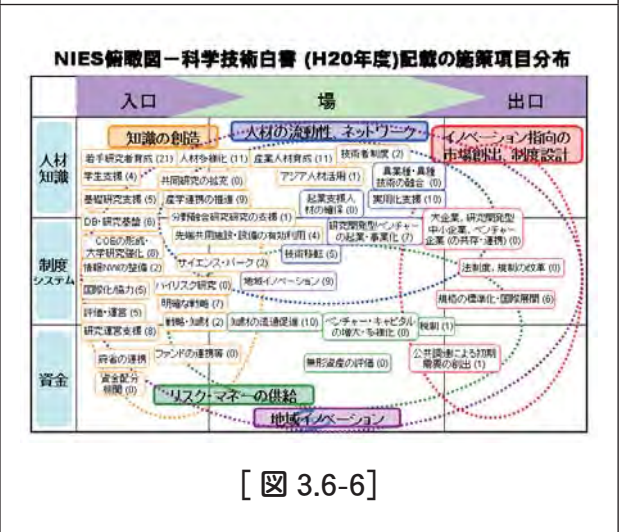 NIES俯瞰図－科学技術白書 (H20年度)記載の施策項目分布
入口
場
出口
人材
知識
知識の創造
人材の流動性、ネットワーク
イノベーション指向の
市場創出、制度設計
若手研究者育成 (21)
人材多様化 (11)
産業人材育成 (11)
技術者制度 (2)
学生支援 (4)
共同研究の拡充 (0)
アジア人材活用 (1)
異業種・異種
技術の融合 (0)
基礎研究支援 (5)
産学連携の推進 (9)
起業支援人
材の確保 (0)
実用化支援 (10)
制度
システム
DB・研究基盤 (6)
分野融合研究研究の支援 (1)
研究開発型ベンチャー
の起業・事業化 (7)
大企業、研究開発型
中小企業、ベンチャー
企業 (の共存・連携) (0)
COEの形成・
大学研究強化 (8)
先端共用施設・設備の有効利用 (4)
技術移転 (5)
情報NWの整備 (2)
サイエンス・パーク (2)
法制度、規制の改革 (0)
国際化協力 (5)
ハイリスク研究 (0)
地域イノベーション (9)
規格の標準化・国際展開 (6)
評価・運営 (5)
明確な戦略 (7)
研究運営支援 (8)
戦略・知財 (2)
知財の流通促進 (10)
ベンチャー・キャピタル
の増大・多様化 (0)
税制 (1)
資金
府省の連携
ファンドの連携等 (0)
無形資産の評価 (0)
公共調達による初期
需要の創出 (1)
資金配分
機関 (0)
リスク・マネーの供給
地域イノベーション
[ 図 3.6-6]